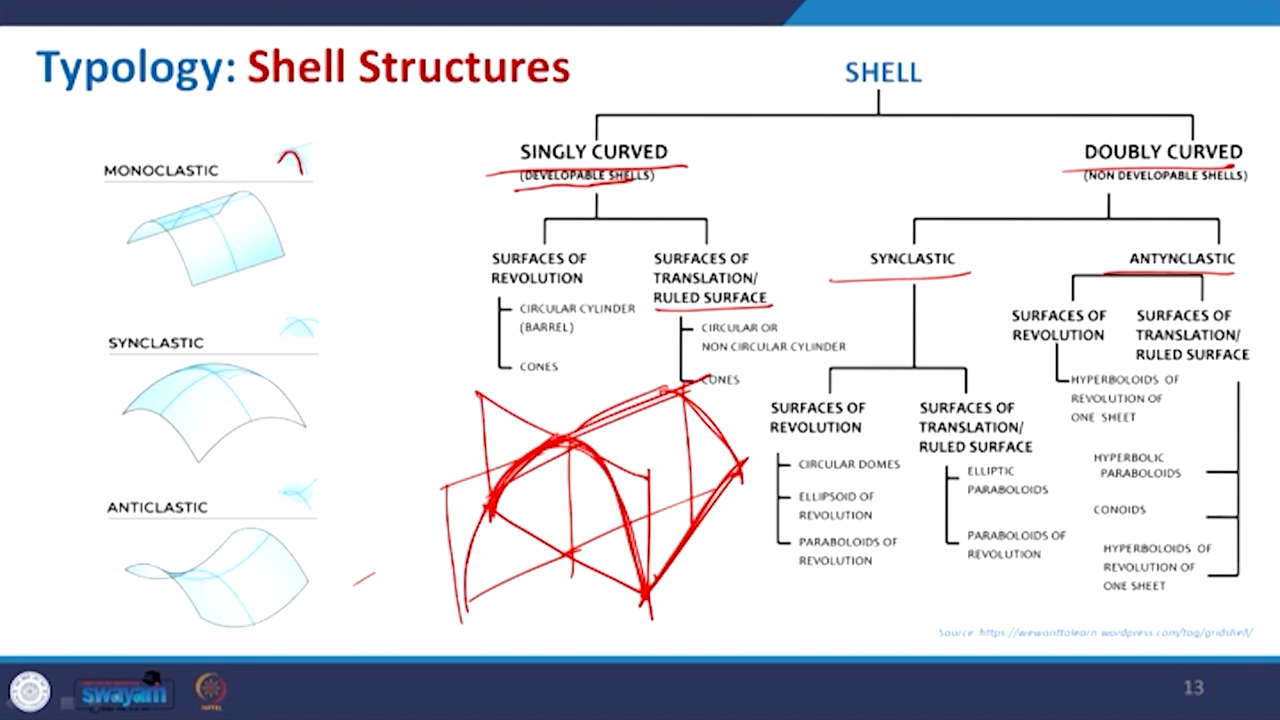 Typology: Shell Structures
MONOCLASTIC
SYNCLASTIC
ANTICLASTIC
SHELL
SINGLY CURVED
(DEVELOPABLE SHELLS)
SURFACES OF
REVOLUTION
CIRCULAR CYLINDER
(BARREL)
CONES
SURFACES OF
TRANSLATION/
RULED SURFACE
CIRCULAR OR
NON CIRCULAR CYLINDER
CONES
DOUBLY CURVED
(NON DEVELOPABLE SHELLS)
SYNCLASTIC
SURFACES OF
REVOLUTION
CIRCULAR DOMES
ELLIPSOID OF
REVOLUTION
PARABOLOIDS OF
REVOLUTION
SURFACES OF
TRANSLATION/
RULED SURFACE
ELLIPTIC
PARABOLOIDS
PARABOLOIDS OF
REVOLUTION
ANTYNCLASTIC
SURFACES OF
REVOLUTION
HYPERBOLOIDS OF
REVOLUTION OF
ONE SHEET
SURFACES OF
TRANSLATION/
RULED SURFACE
HYPERBOLIC
PARABOLOIDS
CONOIDS
HYPERBOLOIDS OF
REVOLUTION OF
ONE SHEET
Source https://wewanttolearn.wordpress.com/tag/gridshell/
swayam
13